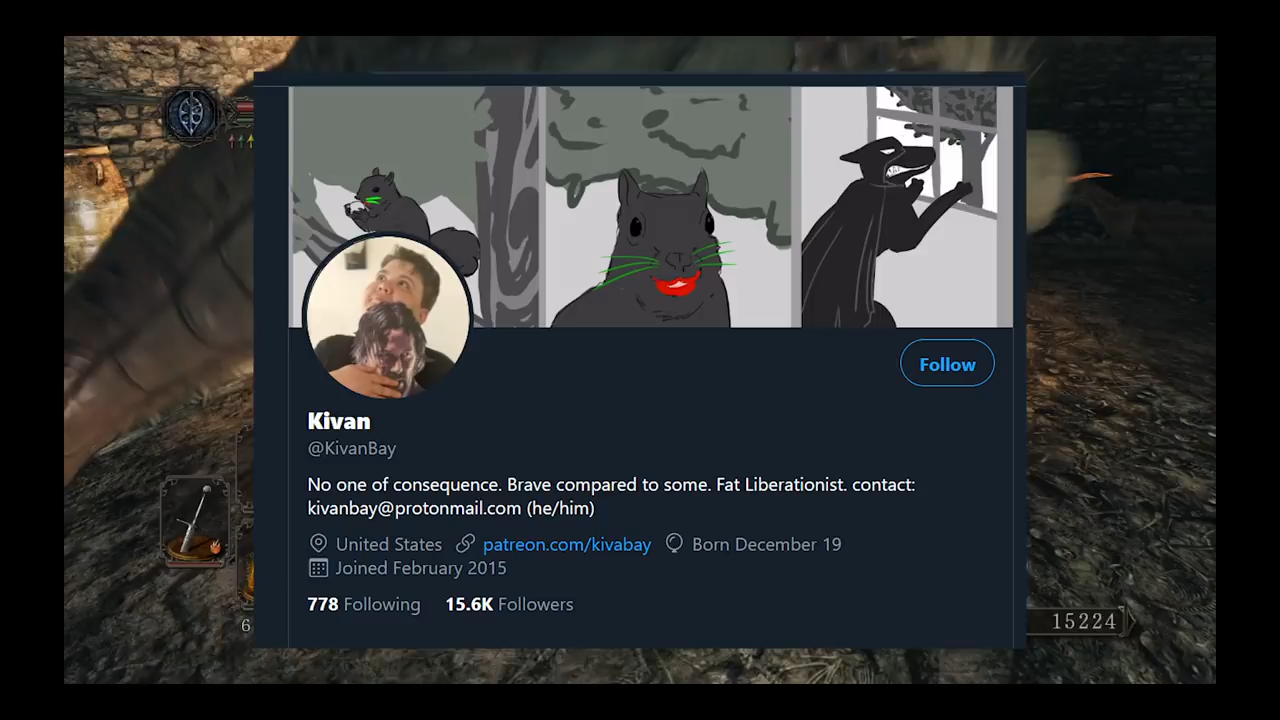 Follow
Kivan
@KivanBay
No one of consequence. Brave compared to some. Fat Liberationist. contact:
kivanbay@protonmail.com (he/him)
United States patreon.com/kivabay Born December 19
Joined February 2015
778 Following 15.6K Followers
6
15224